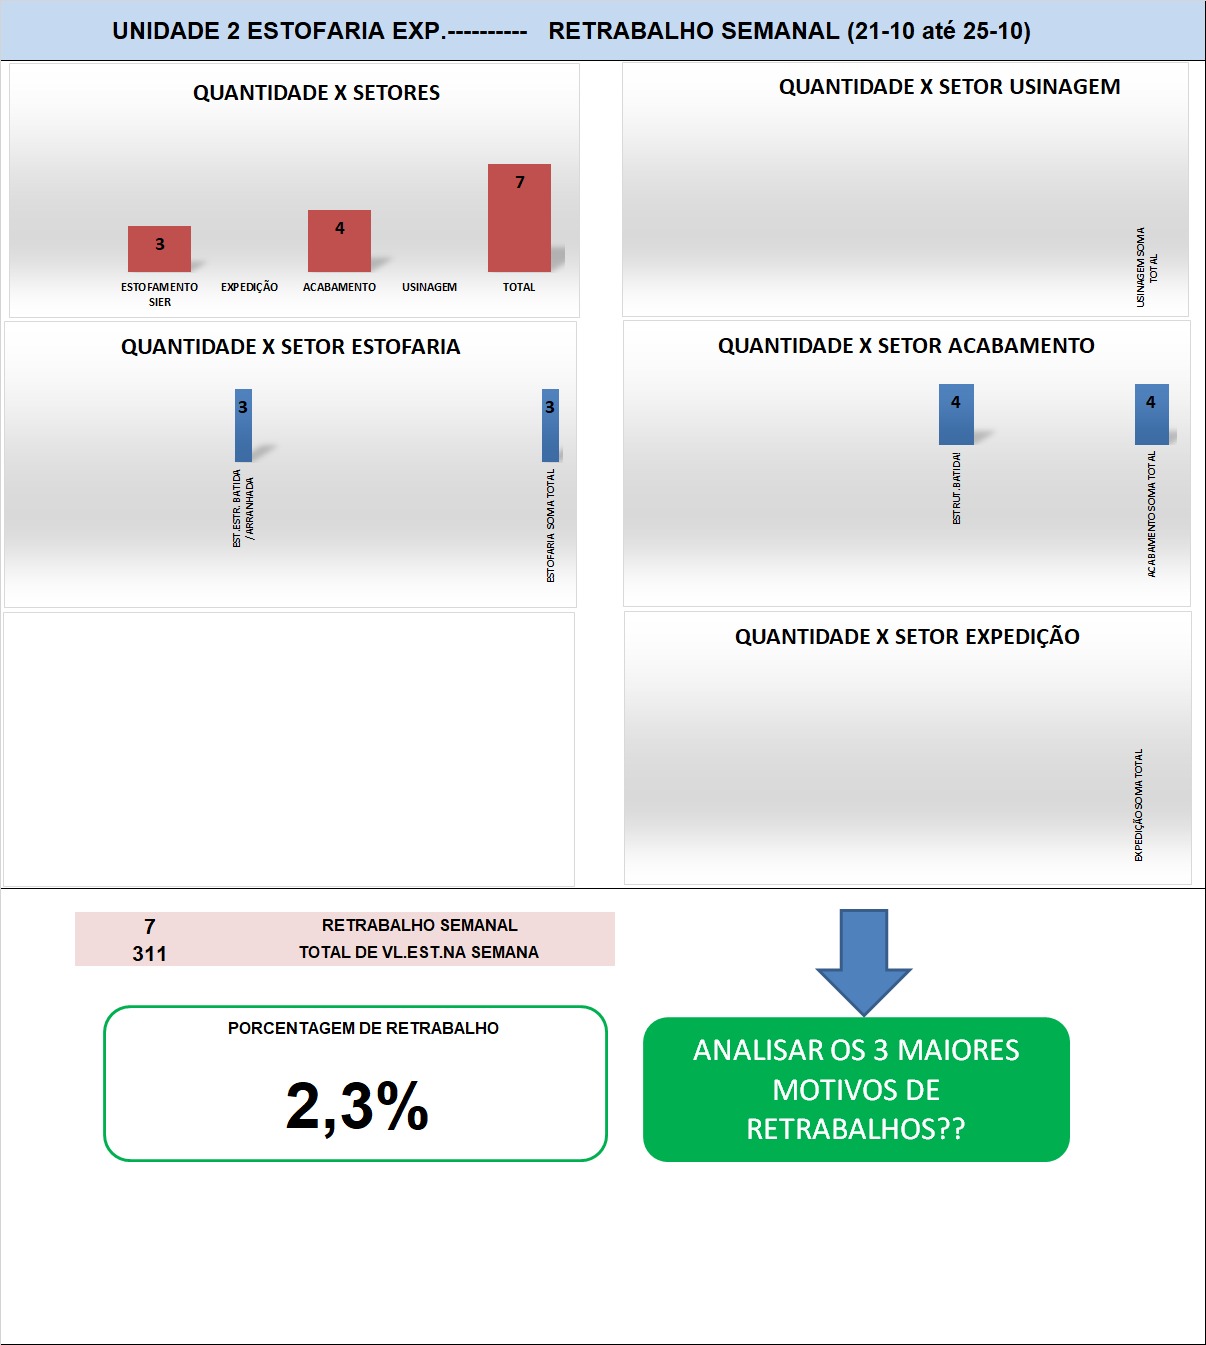 UNIDADE 2 ESTOFARIA EXP.---------- RETRABALHO SEMANAL (21-10 até 25-10)
QUANTIDADE X SETORES
3
4
7
ESTOFAMENTO
SIER
EXPEDIÇÃO
ACABAMENTO
USINAGEM
TOTAL
QUANTIDADE X SETOR USINAGEM
USINAGEM SOMA
TOTAL
QUANTIDADE X SETOR ESTOFARIA
3
3
EST.ESTR. BATIDA
/ ARRANHADA
ESTOFARIA SOMA TOTAL
QUANTIDADE X SETOR ACABAMENTO
4
4
ESTRUT.BATIDA!
ACABAMENTO SOMA TOTAL
QUANTIDADE X SETOR EXPEDIÇÃO
EXPEDIÇÃO SOMA TOTAL
7 RETRABALHO SEMANAL
311 TOTAL DE VL.EST.NA SEMANA
PORCENTAGEM DE RETRABALHO
2,3%
ANALISAR OS 3 MAIORES
MOTIVOS DE
RETRABALHOS??